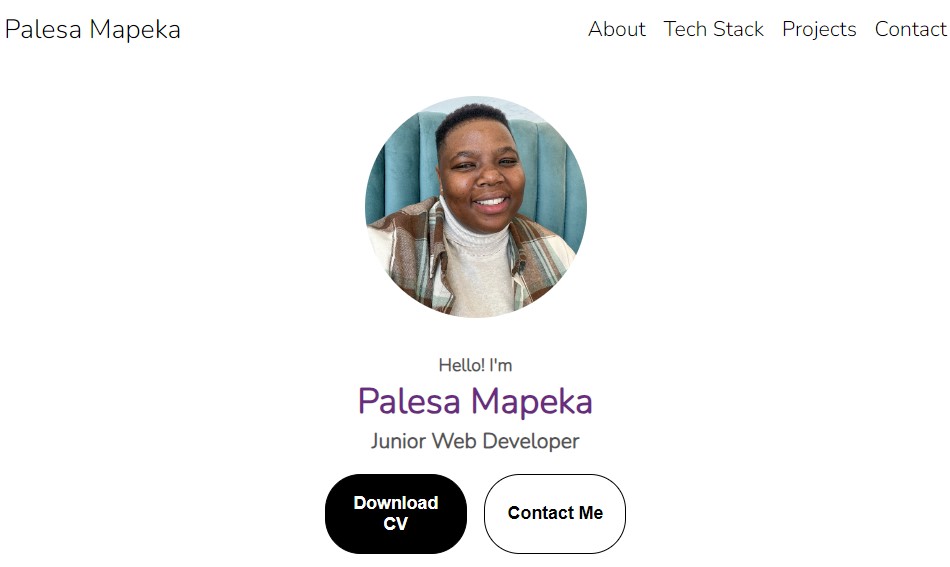 Palesa Mapeka
About Tech Stack Projects Contact
Hello! I'm
Palesa Mapeka
Junior Web Developer
Download
CV
Contact Me